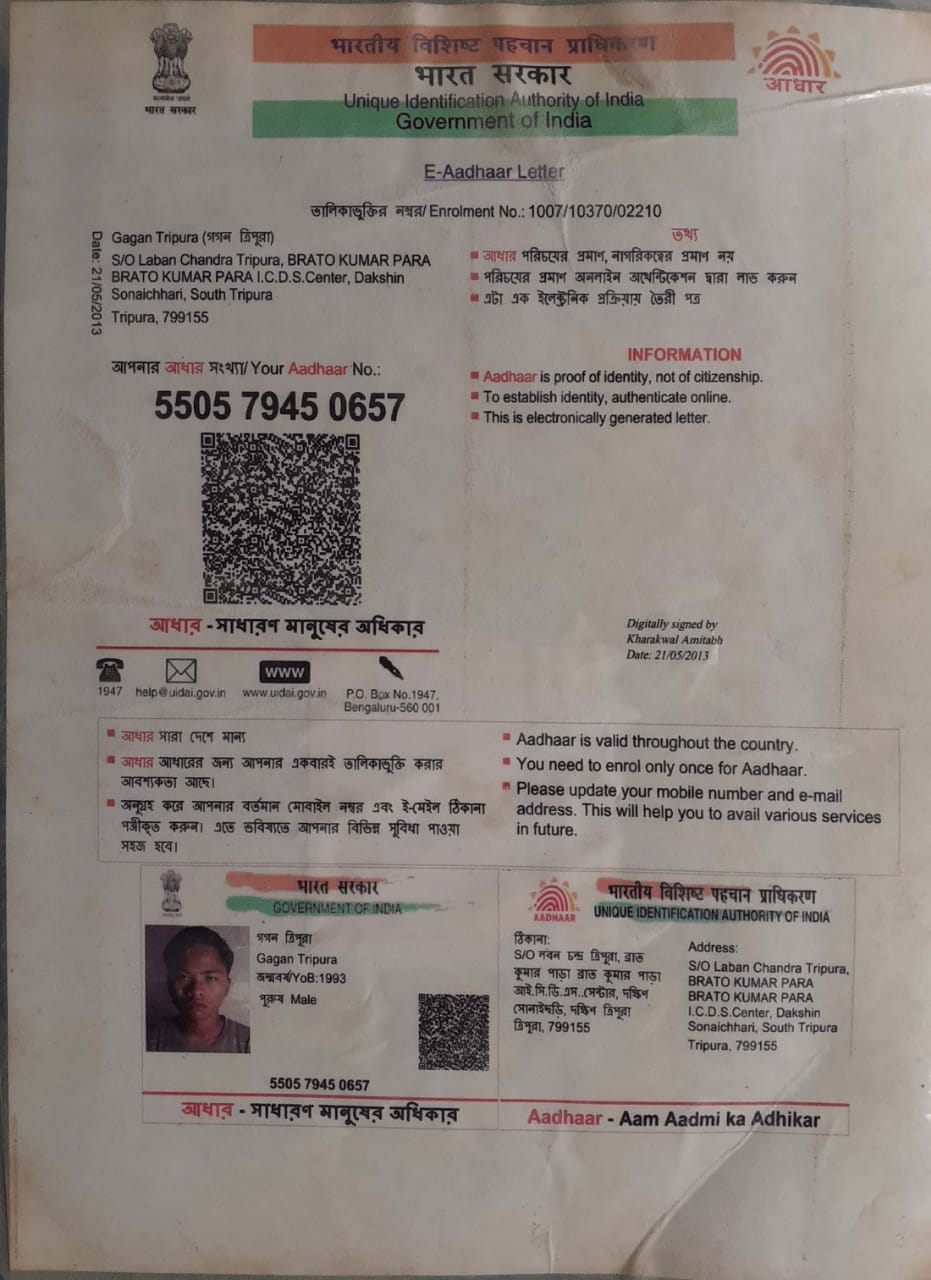 भारतीय विशिष्ट पहचान प्राधिकरण
भारत सरकार
Unique Identification Authority of India
Government of India
सत्यमेव जयते
भारत सरकार
आधार
E-Aadhaar Letter
তালিকাভুক্তির নম্বর/ Enrolment No.: 1007/10370/02210
Date: 21/05/2013
Gagan Tripura (গগন ত্রিপুরা)
S/O Laban Chandra Tripura, BRATO KUMAR PARA
BRATO KUMAR PARA I.C.D.S.Center, Dakshin
Sonaichhari, South Tripura
Tripura, 799155
তথ্য
আধার পরিচয়ের প্রমাণ, নাগরিকত্বের প্রমাণ নয়
পরিচয়ের প্রমাণ অনলাইন অথেন্টিকেশন দ্বারা লাভ করুন
এটা এক ইলেক্ট্রনিক প্রক্রিয়ায় তৈরী পত্র
আপনার আধার সংখ্যা/ Your Aadhaar No.:
5505 7945 0657
INFORMATION
Aadhaar is proof of identity, not of citizenship.
To establish identity, authenticate online.
This is electronically generated letter.
আধার - সাধারণ মানুষের অধিকার
Digitally signed by
Kharakwal Amitabh
Date: 21/05/2013
1947
help@uidai.gov.in
www
www.uidai.gov.in
P.O. Box No.1947,
Bengaluru-560 001
আধার সারা দেশে মান্য
আধার আধারের জন্য আপনার একবারই তালিকাভুক্তি করার
আবশ্যকতা আছে।
অনুগ্রহ করে আপনার বর্তমান মোবাইল নম্বর এবং ই-মেইল ঠিকানা
পঞ্জীকৃত করুন। এতে ভবিষ্যতে আপনার বিভিন্ন সুবিধা পাওয়া
সহজ হবে।
Aadhaar is valid throughout the country.
You need to enrol only once for Aadhaar.
Please update your mobile number and e-mail
address. This will help you to avail various services
in future.
भारत सरकार
GOVERNMENT OF INDIA
গগন ত্রিপুরা
Gagan Tripura
জন্মবর্ষ/YoB:1993
পুরুষ Male
5505 7945 0657
আধার - সাধারণ মানুষের অধিকার
AADHAAR
भारतीय विशिष्ट पहचान प्राधिकरण
UNIQUE IDENTIFICATION AUTHORITY OF INDIA
ঠিকানা:
S/O লবন চন্দ্র ত্রিপুরা, ব্রাত
কুমার পাড়া ব্রাত কুমার পাড়া
আই.সি.ডি.এস..সেন্টার, দক্ষিণ
সোনাইছড়ি, দক্ষিণ ত্রিপুরা
ত্রিপুরা, 799155
Address:
S/O Laban Chandra Tripura,
BRATO KUMAR PARA
BRATO KUMAR PARA
I.C.D.S.Center, Dakshin
Sonaichhari, South Tripura
Tripura, 799155
Aadhaar - Aam Aadmi ka Adhikar